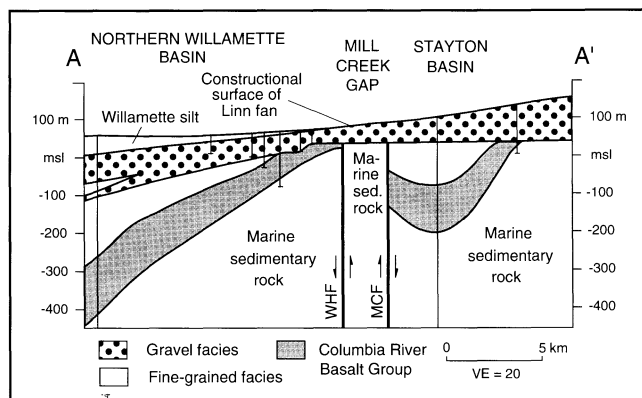 NORTHERN WILLAMETTE
BASIN
MILL
CREEK
GAP
STAYTON
BASIN
A
A'
Constructional
surface of
Linn fan
Willamette silt
100 m
msl
-100
-200
-300
-400
100 m
msl
-100
-200
-300
-400
Ma-
rine
sed.
rock
Marine
sedimentary
rock
Marine
sedimentary
rock
WHF
MCF
Gravel facies
Fine-grained facies
Columbia River
Basalt Group
0
5 km
VE = 20